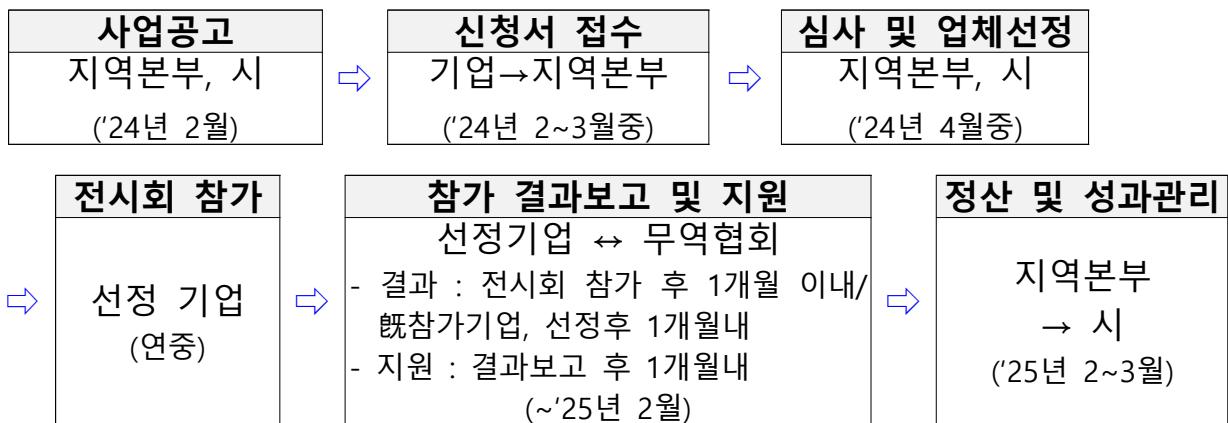 사업공고
지역본부, 시
('24년 2월)
⇨
신청서 접수
기업→지역본부
('24년 2~3월중)
⇨
심사 및 업체선정
지역본부, 시
('24년 4월중)
⇨
전시회 참가
선정 기업
(연중)
⇨
참가 결과보고 및 지원
선정기업 ↔ 무역협회
- 결과 : 전시회 참가 후 1개월 이내/
旣참가기업, 선정후 1개월내
- 지원 : 결과보고 후 1개월내
(~'25년 2월)
⇨
정산 및 성과관리
지역본부
→ 시
('25년 2~3월)